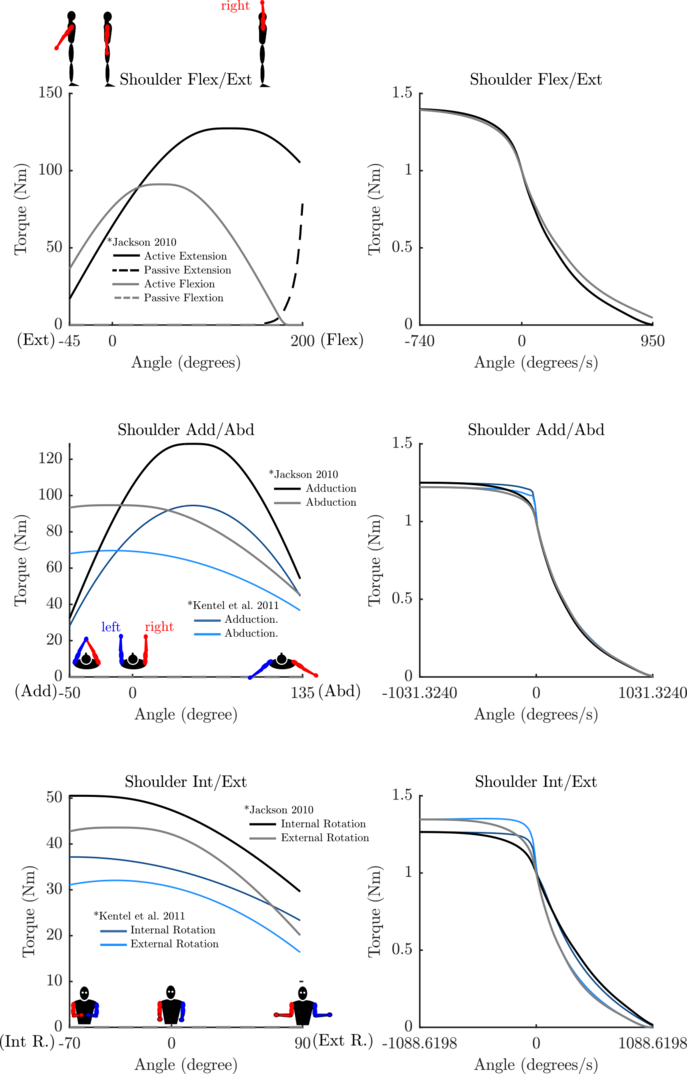 right
Shoulder Flex/Ext
150
100
50
0
Torque (Nm)
*Jackson 2010
Active Extension
Passive Extension
Active Flexion
Passive Flextion
(Ext) -45 0 200 (Flex)
Angle (degrees)
Shoulder Flex/Ext
1.5
1
0.5
0
Torque (Nm)
-740 0 950
Angle (degrees/s)
Shoulder Add/Abd
120
100
80
60
40
20
0
Torque (Nm)
*Jackson 2010
Adduction
Abduction
*Kentel et al. 2011
Adduction.
Abduction.
left right
(Add) -50 0 135 (Abd)
Angle (degree)
Shoulder Add/Abd
1.5
1
0.5
0
Torque (Nm)
-1031.3240 0 1031.3240
Angle (degrees/s)
Shoulder Int/Ext
50
40
30
20
10
0
Torque (Nm)
*Jackson 2010
Internal Rotation
External Rotation
*Kentel et al. 2011
Internal Rotation
External Rotation
(Int R.) -70 0 90 (Ext R.)
Angle (degree)
Shoulder Int/Ext
1.5
1
0.5
0
Torque (Nm)
-1088.6198 0 1088.6198
Angle (degrees/s)